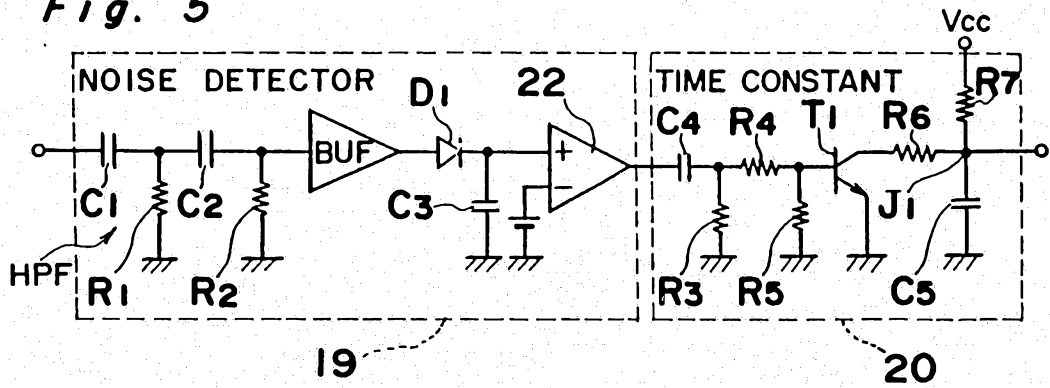 Fig. 5
Vcc
NOISE DETECTOR
TIME CONSTANT
D1
22
C4
R4
T1
R6
R7
BUF
+
−
C1
C2
C3
J1
HPF
R1
R2
R3
R5
C5
19
20